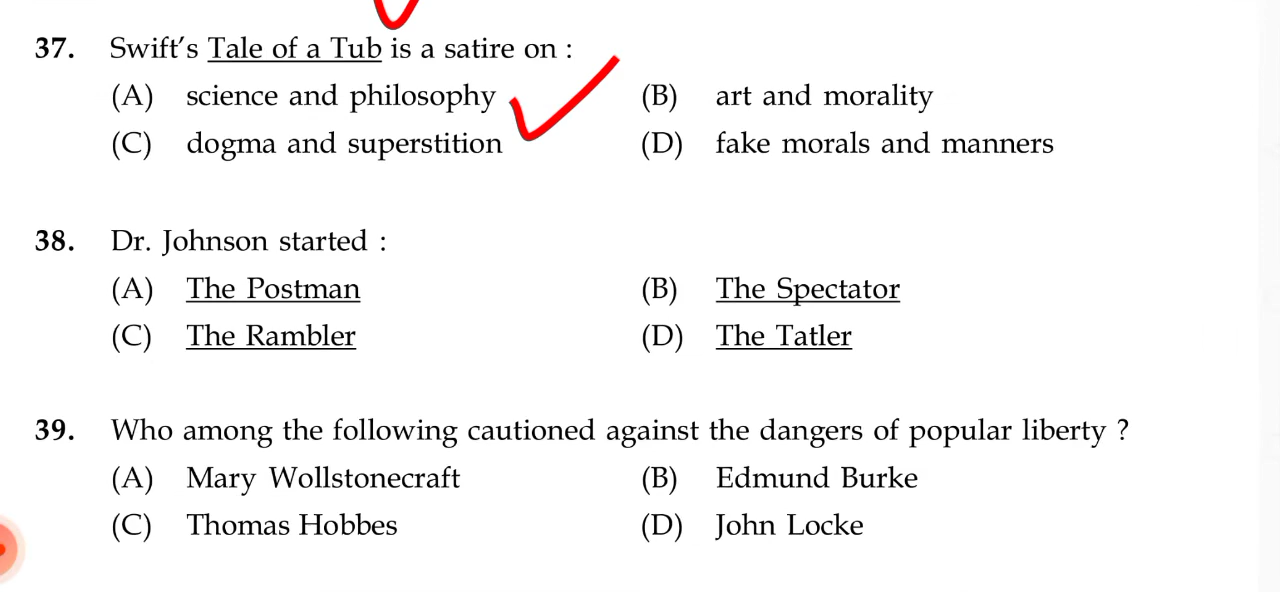 37. Swift's Tale of a Tub is a satire on :
(A) science and philosophy (B) art and morality
(C) dogma and superstition (D) fake morals and manners
38. Dr. Johnson started :
(A) The Postman (B) The Spectator
(C) The Rambler (D) The Tatler
39. Who among the following cautioned against the dangers of popular liberty ?
(A) Mary Wollstonecraft (B) Edmund Burke
(C) Thomas Hobbes (D) John Locke